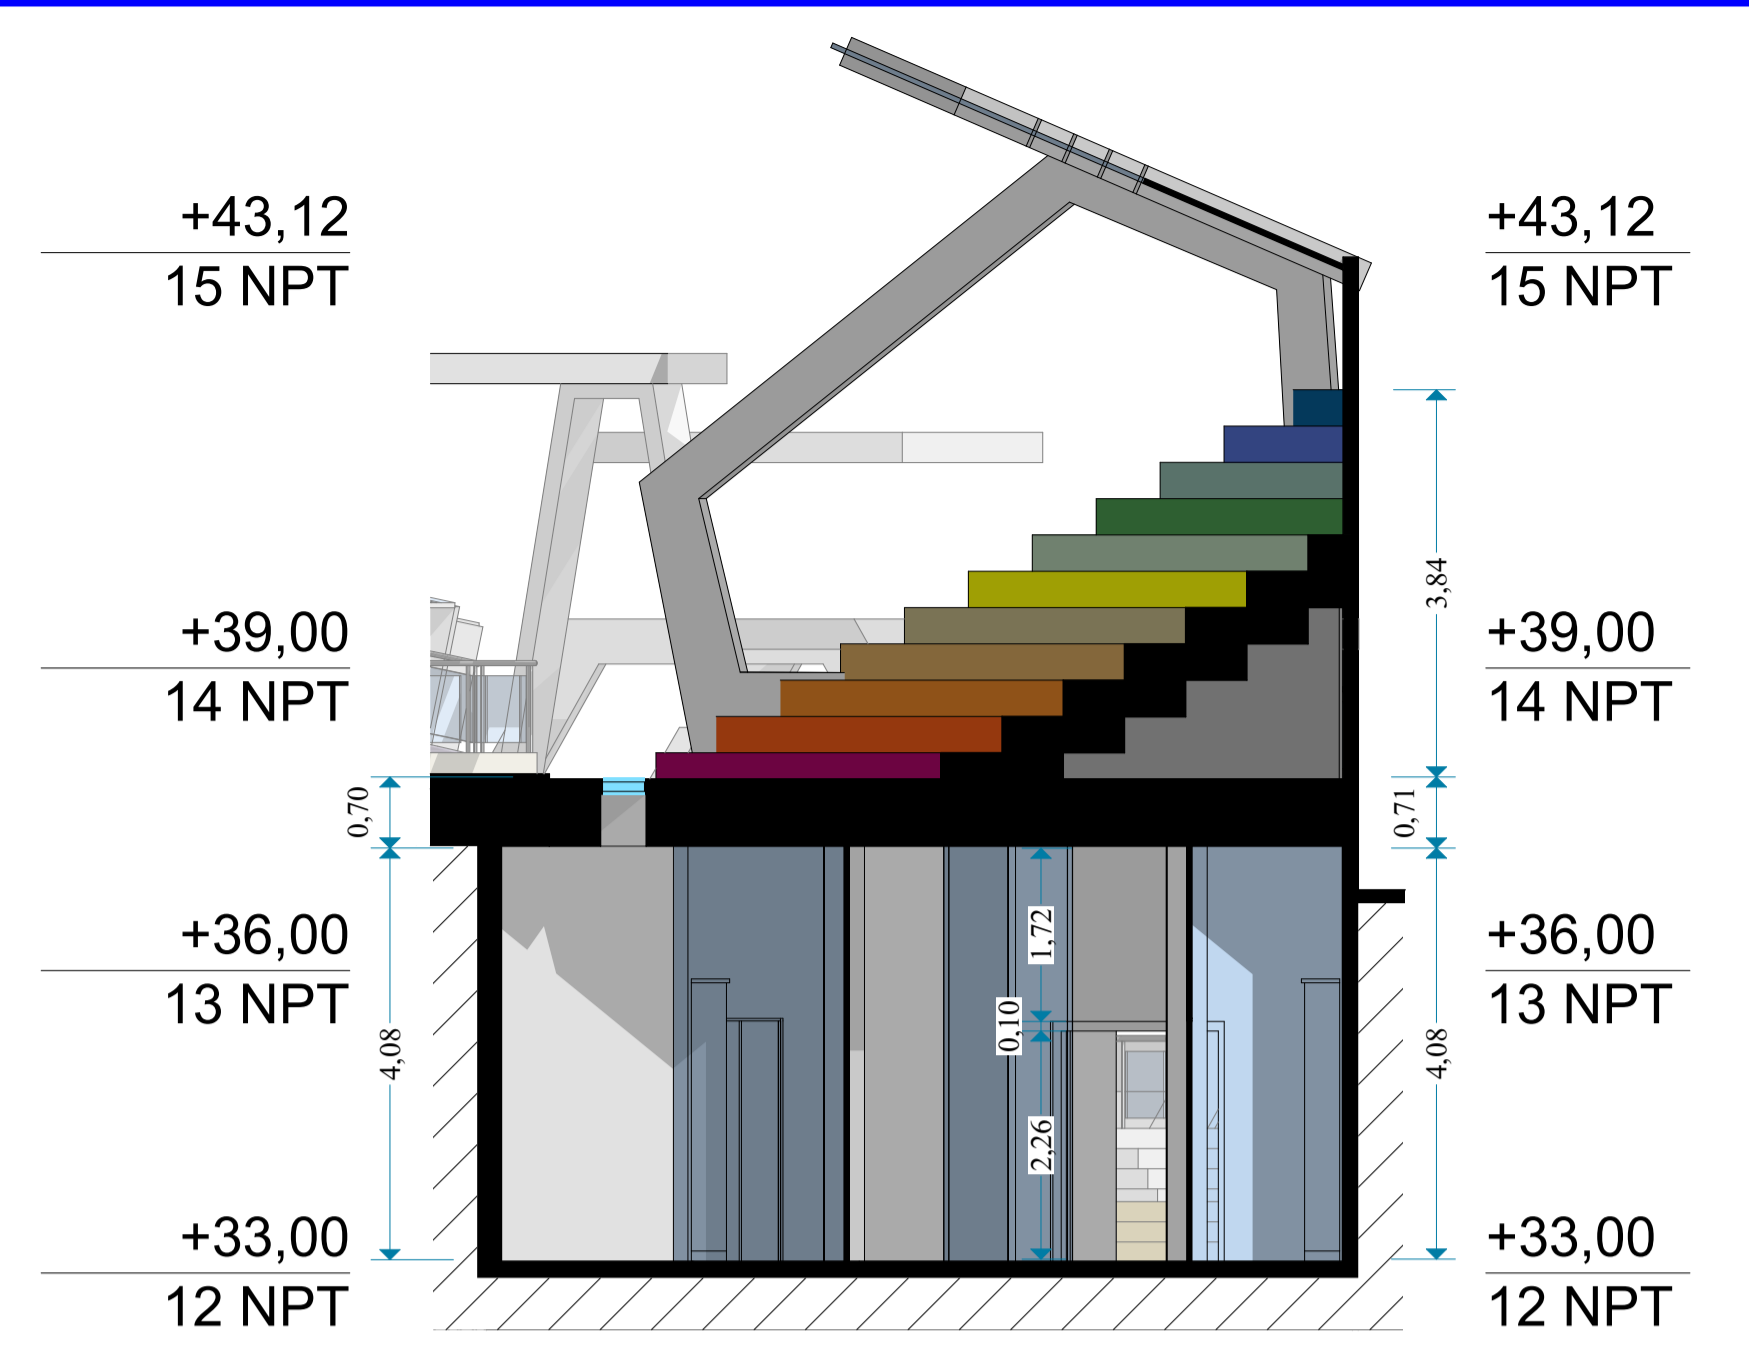 +43,12
15 NPT
+43,12
15 NPT
3,84
+39,00
14 NPT
+39,00
14 NPT
0,70
0,71
1,72
+36,00
13 NPT
+36,00
13 NPT
0,10
4,08
4,08
2,26
+33,00
12 NPT
+33,00
12 NPT